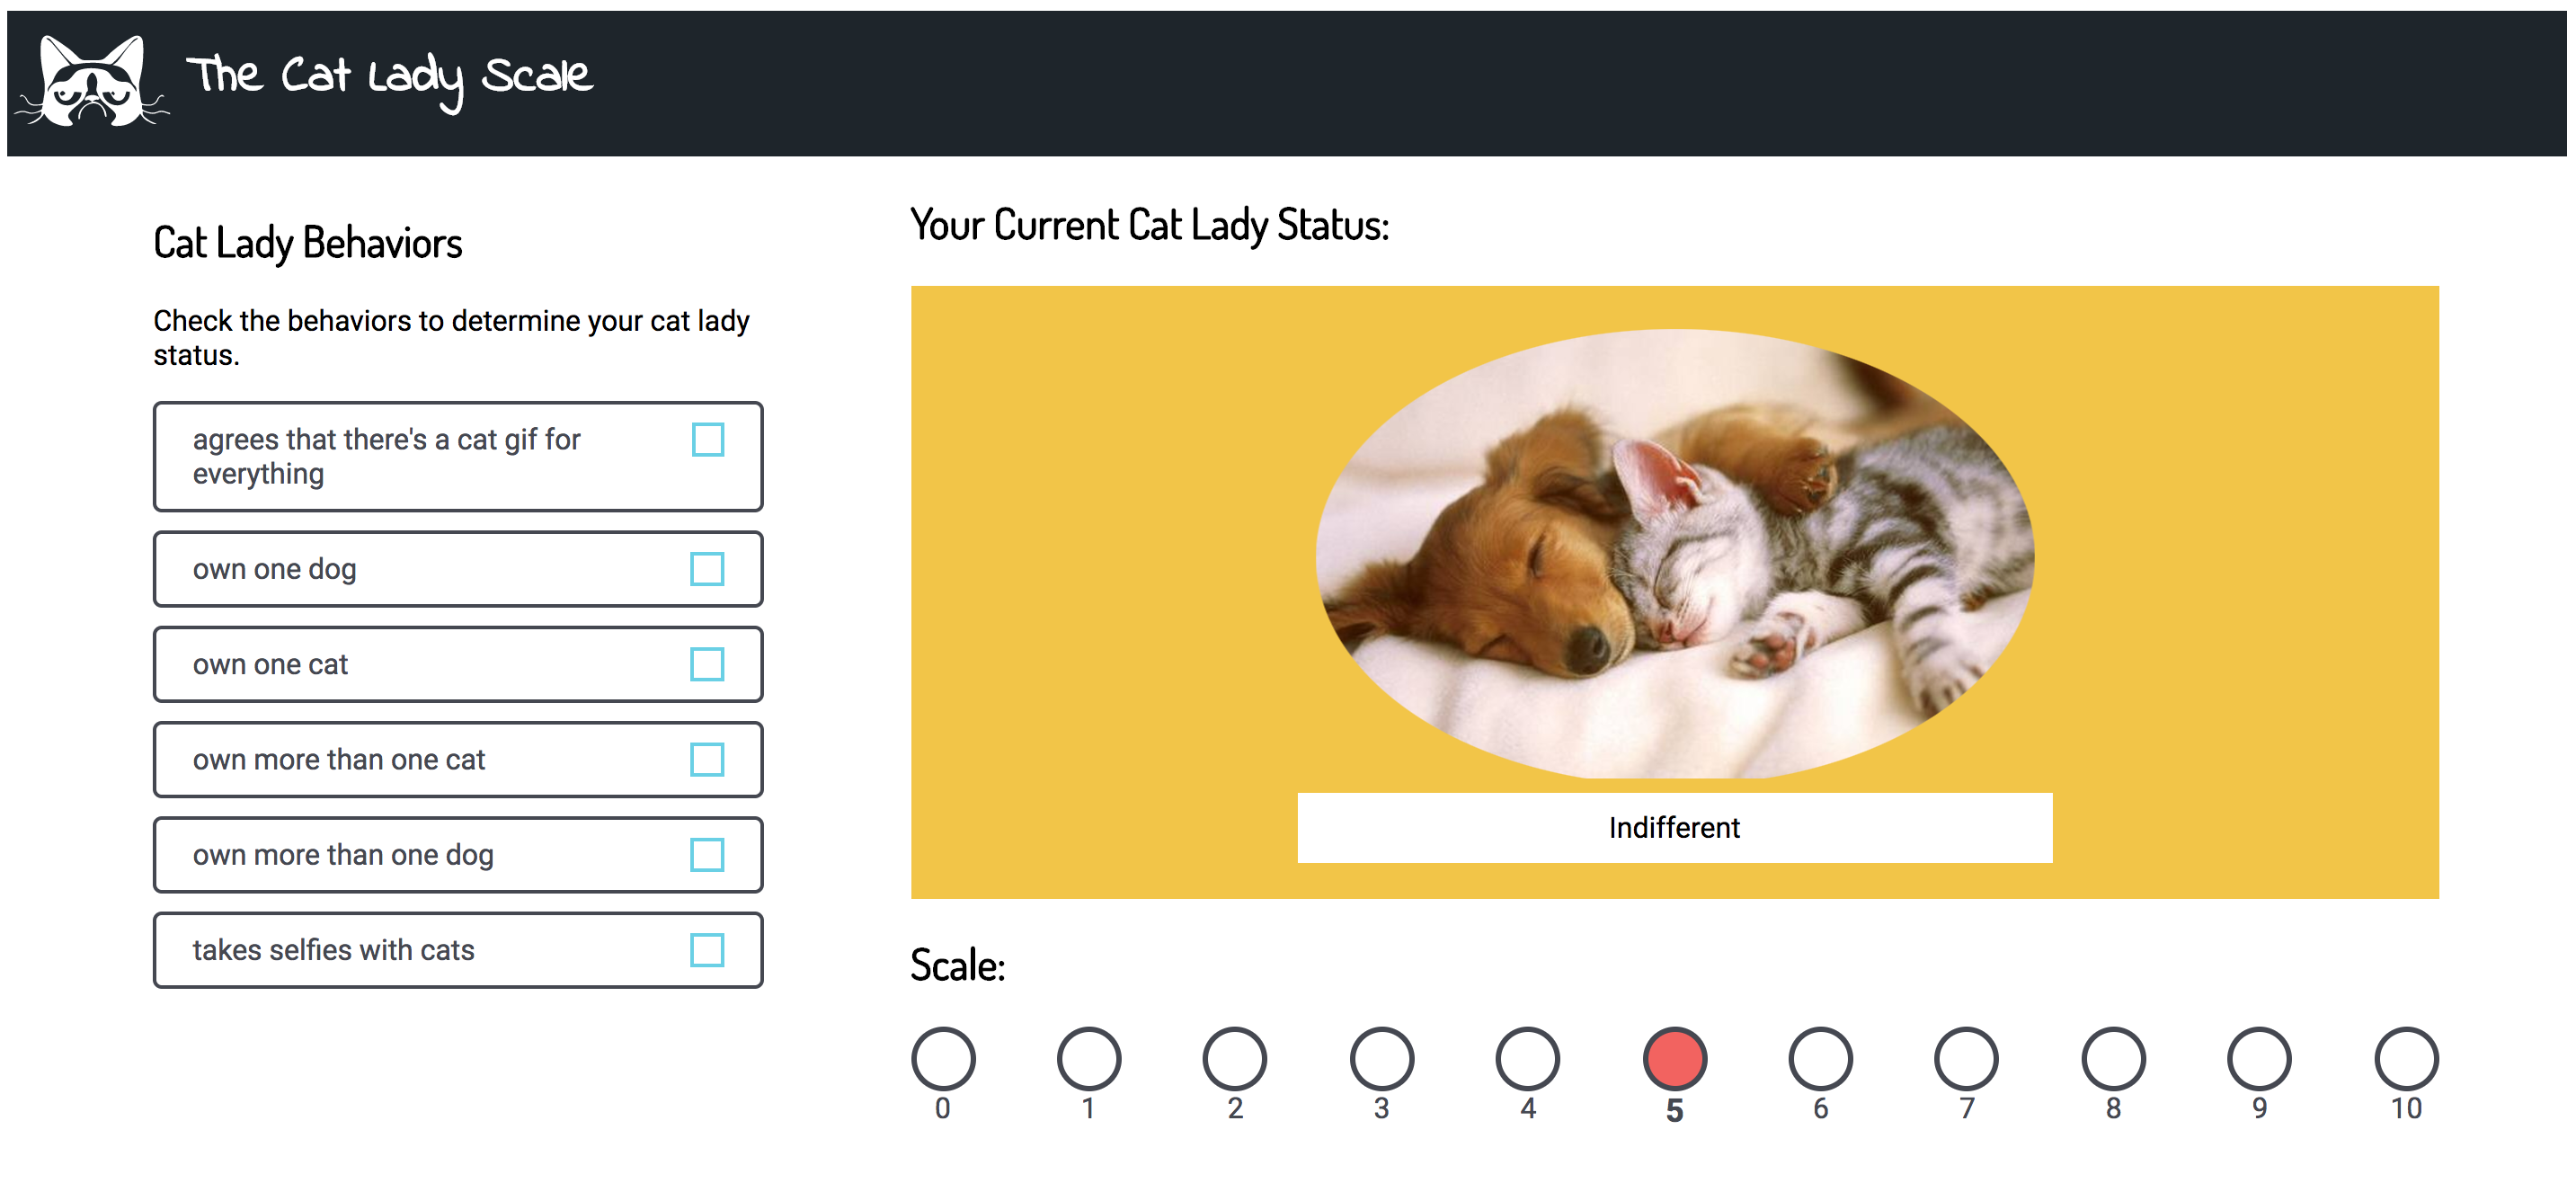 The Cat Lady Scale
Cat Lady Behaviors
Check the behaviors to determine your cat lady
status.
agrees that there's a cat gif for
everything
own one dog
own one cat
own more than one cat
own more than one dog
takes selfies with cats
Your Current Cat Lady Status:
Indifferent
Scale:
0 1 2 3 4 5 6 7 8 9 10